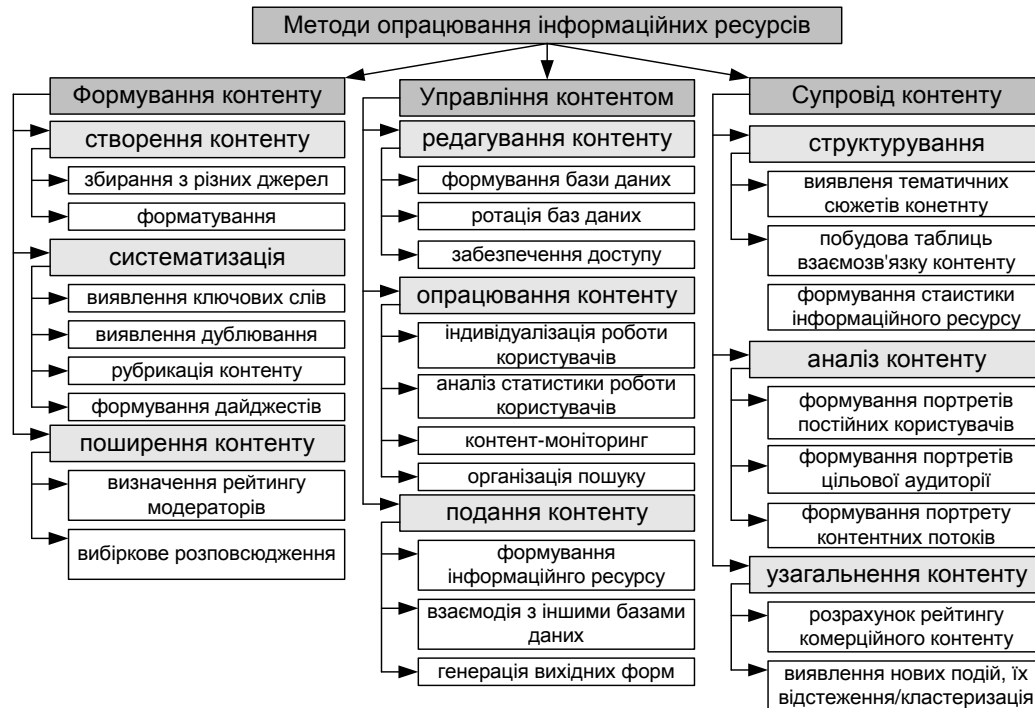 Методи опрацювання інформаційних ресурсів
Формування контенту
створення контенту
збирання з різних джерел
форматування
систематизація
виявлення ключових слів
виявлення дублювання
рубрикація контенту
формування дайджестів
поширення контенту
визначення рейтингу
модераторів
вибіркове розповсюдження
Управління контентом
редагування контенту
формування бази даних
ротація баз даних
забезпечення доступу
опрацювання контенту
індивідуалізація роботи
користувачів
аналіз статистики роботи
користувачів
контент-моніторинг
організація пошуку
подання контенту
формування
інформаційнго ресурсу
взаємодія з іншими базами
даних
генерація вихідних форм
Супровід контенту
структурування
виявленя тематичних
сюжетів конетнту
побудова таблиць
взаємозв'язку контенту
формування стаистики
інформаційного ресурсу
аналіз контенту
формування портретів
постійних користувачів
формування портретів
цільової аудиторії
формування портрету
контентних потоків
узагальнення контенту
розрахунок рейтингу
комерційного контенту
виявлення нових подій, їх
відстеження/кластеризація